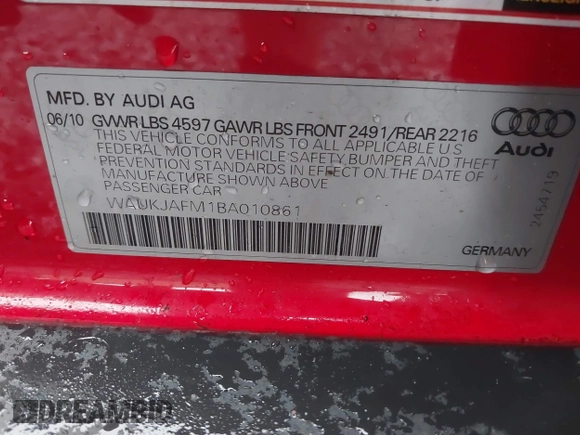 MFD. BY AUDI AG
06/10 GVWR LBS 4597 GAWR LBS FRONT 2491/REAR 2216
THIS VEHICLE CONFORMS TO ALL APPLICABLE U.S
FEDERAL MOTOR VEHICLE SAFETY BUMPER AND THEFT
PREVENTION STANDARDS IN EFFECT ON THE DATE OF
MANUFACTURE SHOWN ABOVE
PASSENGER CAR
WAUKJAFM1BA010861
Audi
2454719
GERMANY
DREAMBID